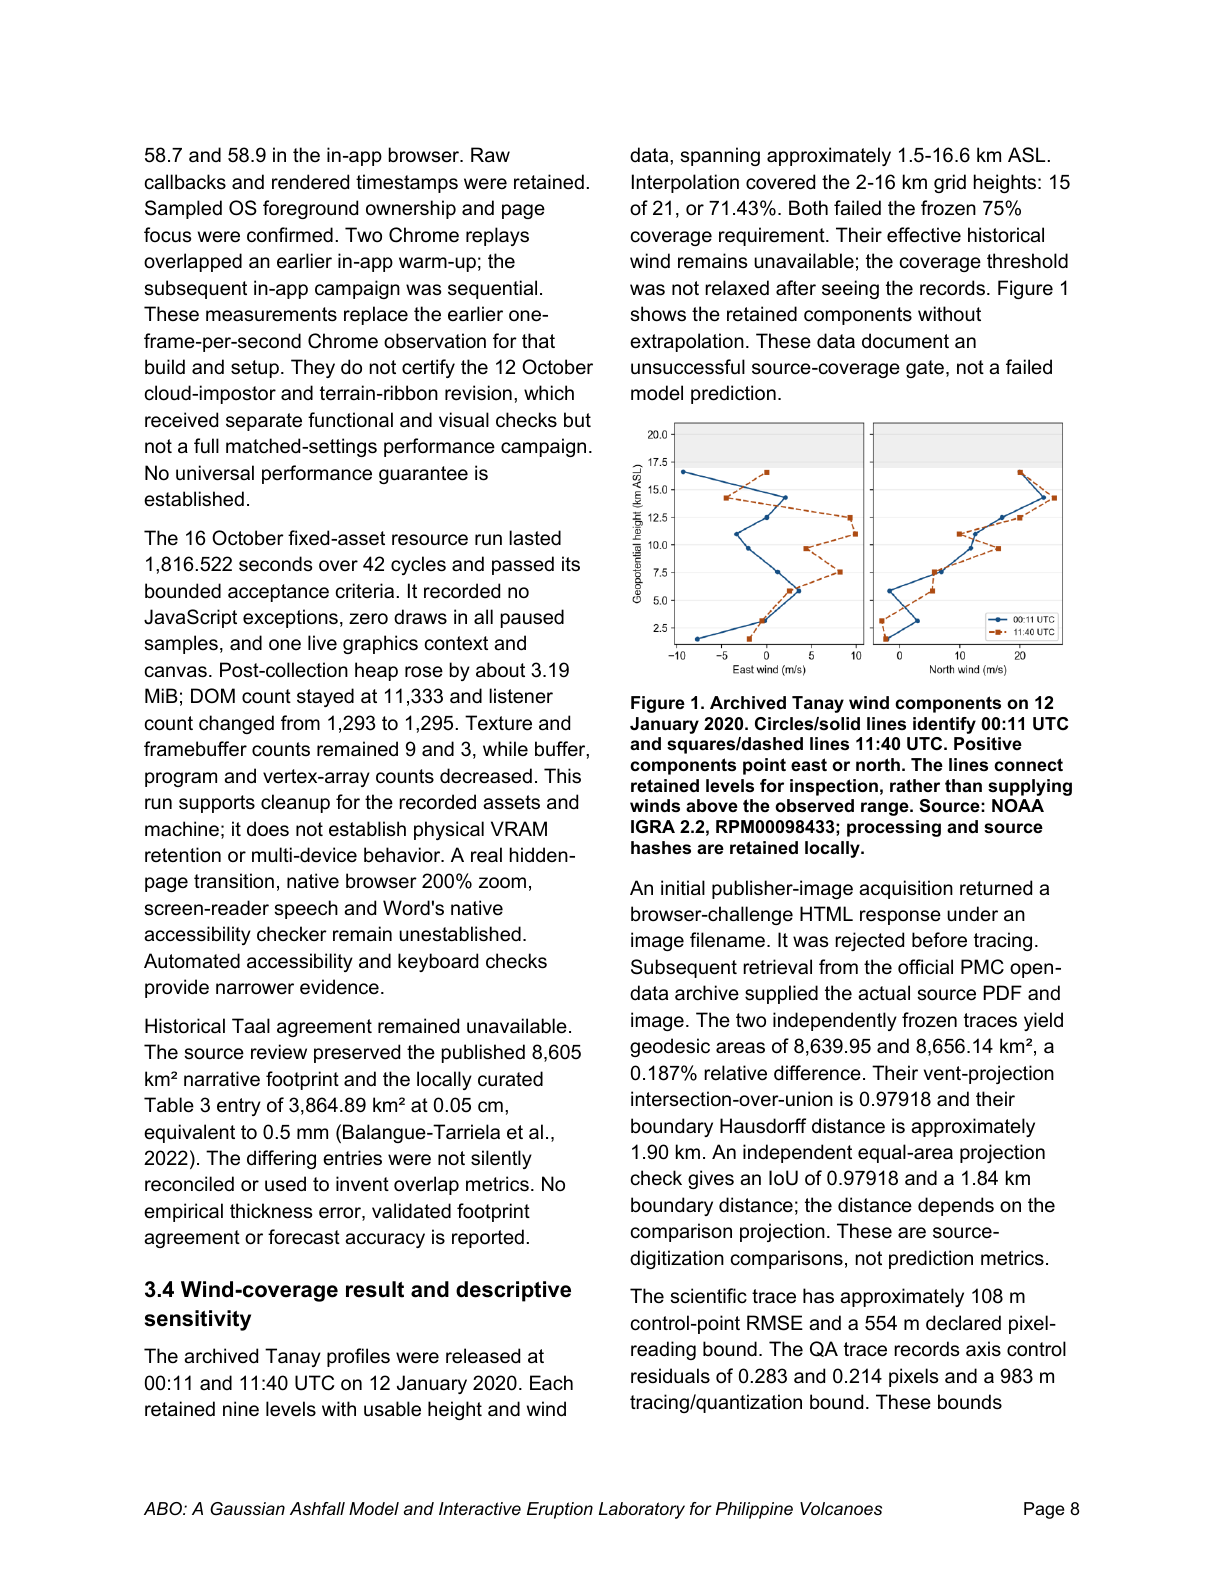 58.7 and 58.9 in the in-app browser. Raw
callbacks and rendered timestamps were retained.
Sampled OS foreground ownership and page
focus were confirmed. Two Chrome replays
overlapped an earlier in-app warm-up; the
subsequent in-app campaign was sequential.
These measurements replace the earlier one-
frame-per-second Chrome observation for that
build and setup. They do not certify the 12 October
cloud-impostor and terrain-ribbon revision, which
received separate functional and visual checks but
not a full matched-settings performance campaign.
No universal performance guarantee is
established.
The 16 October fixed-asset resource run lasted
1,816.522 seconds over 42 cycles and passed its
bounded acceptance criteria. It recorded no
JavaScript exceptions, zero draws in all paused
samples, and one live graphics context and
canvas. Post-collection heap rose by about 3.19
MiB; DOM count stayed at 11,333 and listener
count changed from 1,293 to 1,295. Texture and
framebuffer counts remained 9 and 3, while buffer,
program and vertex-array counts decreased. This
run supports cleanup for the recorded assets and
machine; it does not establish physical VRAM
retention or multi-device behavior. A real hidden-
page transition, native browser 200% zoom,
screen-reader speech and Word's native
accessibility checker remain unestablished.
Automated accessibility and keyboard checks
provide narrower evidence.
Historical Taal agreement remained unavailable.
The source review preserved the published 8,605
km² narrative footprint and the locally curated
Table 3 entry of 3,864.89 km² at 0.05 cm,
equivalent to 0.5 mm (Balangue-Tarriela et al.,
2022). The differing entries were not silently
reconciled or used to invent overlap metrics. No
empirical thickness error, validated footprint
agreement or forecast accuracy is reported.
3.4 Wind-coverage result and descriptive
sensitivity
The archived Tanay profiles were released at
00:11 and 11:40 UTC on 12 January 2020. Each
retained nine levels with usable height and wind
data, spanning approximately 1.5-16.6 km ASL.
Interpolation covered the 2-16 km grid heights: 15
of 21, or 71.43%. Both failed the frozen 75%
coverage requirement. Their effective historical
wind remains unavailable; the coverage threshold
was not relaxed after seeing the records. Figure 1
shows the retained components without
extrapolation. These data document an
unsuccessful source-coverage gate, not a failed
model prediction.
Geopotential height (km ASL)
20.0
17.5
15.0
12.5
10.0
7.5
5.0
2.5
−10 −5 0 5 10
East wind (m/s)
0 10 20
North wind (m/s)
00:11 UTC
11:40 UTC
Figure 1. Archived Tanay wind components on 12
January 2020. Circles/solid lines identify 00:11 UTC
and squares/dashed lines 11:40 UTC. Positive
components point east or north. The lines connect
retained levels for inspection, rather than supplying
winds above the observed range. Source: NOAA
IGRA 2.2, RPM00098433; processing and source
hashes are retained locally.
An initial publisher-image acquisition returned a
browser-challenge HTML response under an
image filename. It was rejected before tracing.
Subsequent retrieval from the official PMC open-
data archive supplied the actual source PDF and
image. The two independently frozen traces yield
geodesic areas of 8,639.95 and 8,656.14 km², a
0.187% relative difference. Their vent-projection
intersection-over-union is 0.97918 and their
boundary Hausdorff distance is approximately
1.90 km. An independent equal-area projection
check gives an IoU of 0.97918 and a 1.84 km
boundary distance; the distance depends on the
comparison projection. These are source-
digitization comparisons, not prediction metrics.
The scientific trace has approximately 108 m
control-point RMSE and a 554 m declared pixel-
reading bound. The QA trace records axis control
residuals of 0.283 and 0.214 pixels and a 983 m
tracing/quantization bound. These bounds
ABO: A Gaussian Ashfall Model and Interactive Eruption Laboratory for Philippine Volcanoes
Page 8